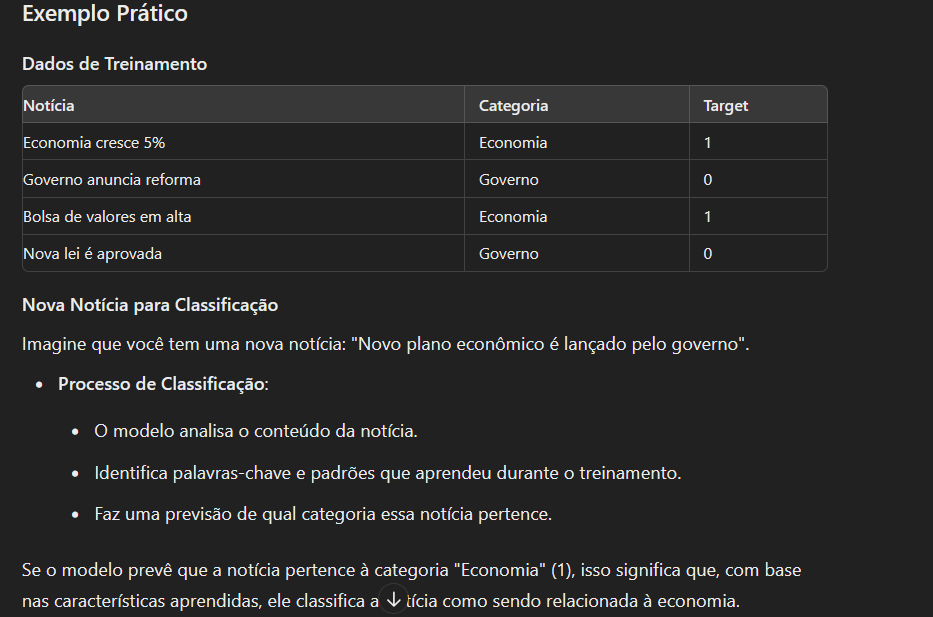 Exemplo Prático
Dados de Treinamento
Notícia Categoria Target
Economia cresce 5% Economia 1
Governo anuncia reforma Governo 0
Bolsa de valores em alta Economia 1
Nova lei é aprovada Governo 0
Nova Notícia para Classificação
Imagine que você tem uma nova notícia: "Novo plano econômico é lançado pelo governo".
• Processo de Classificação:
• O modelo analisa o conteúdo da notícia.
• Identifica palavras-chave e padrões que aprendeu durante o treinamento.
• Faz uma previsão de qual categoria essa notícia pertence.
Se o modelo prevê que a notícia pertence à categoria "Economia" (1), isso significa que, com base
nas características aprendidas, ele classifica a tícia como sendo relacionada à economia.